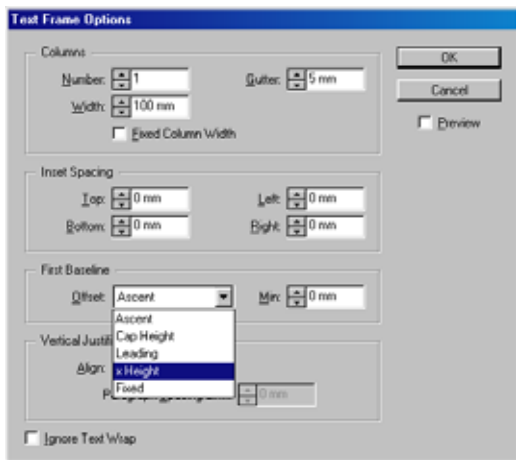 Text Frame Options
Columns
Number: 1 Gutter: 5 mm
Width: 100 mm
Fixed Column Width
OK
Cancel
Preview
Inset Spacing
Top: 0 mm Left: 0 mm
Bottom: 0 mm Right: 0 mm
First Baseline
Offset: Ascent Min: 0 mm
Ascent
Cap Height
Leading
x Height
Fixed
Vertical Justifi
Align:
0 mm
Ignore Text Wrap